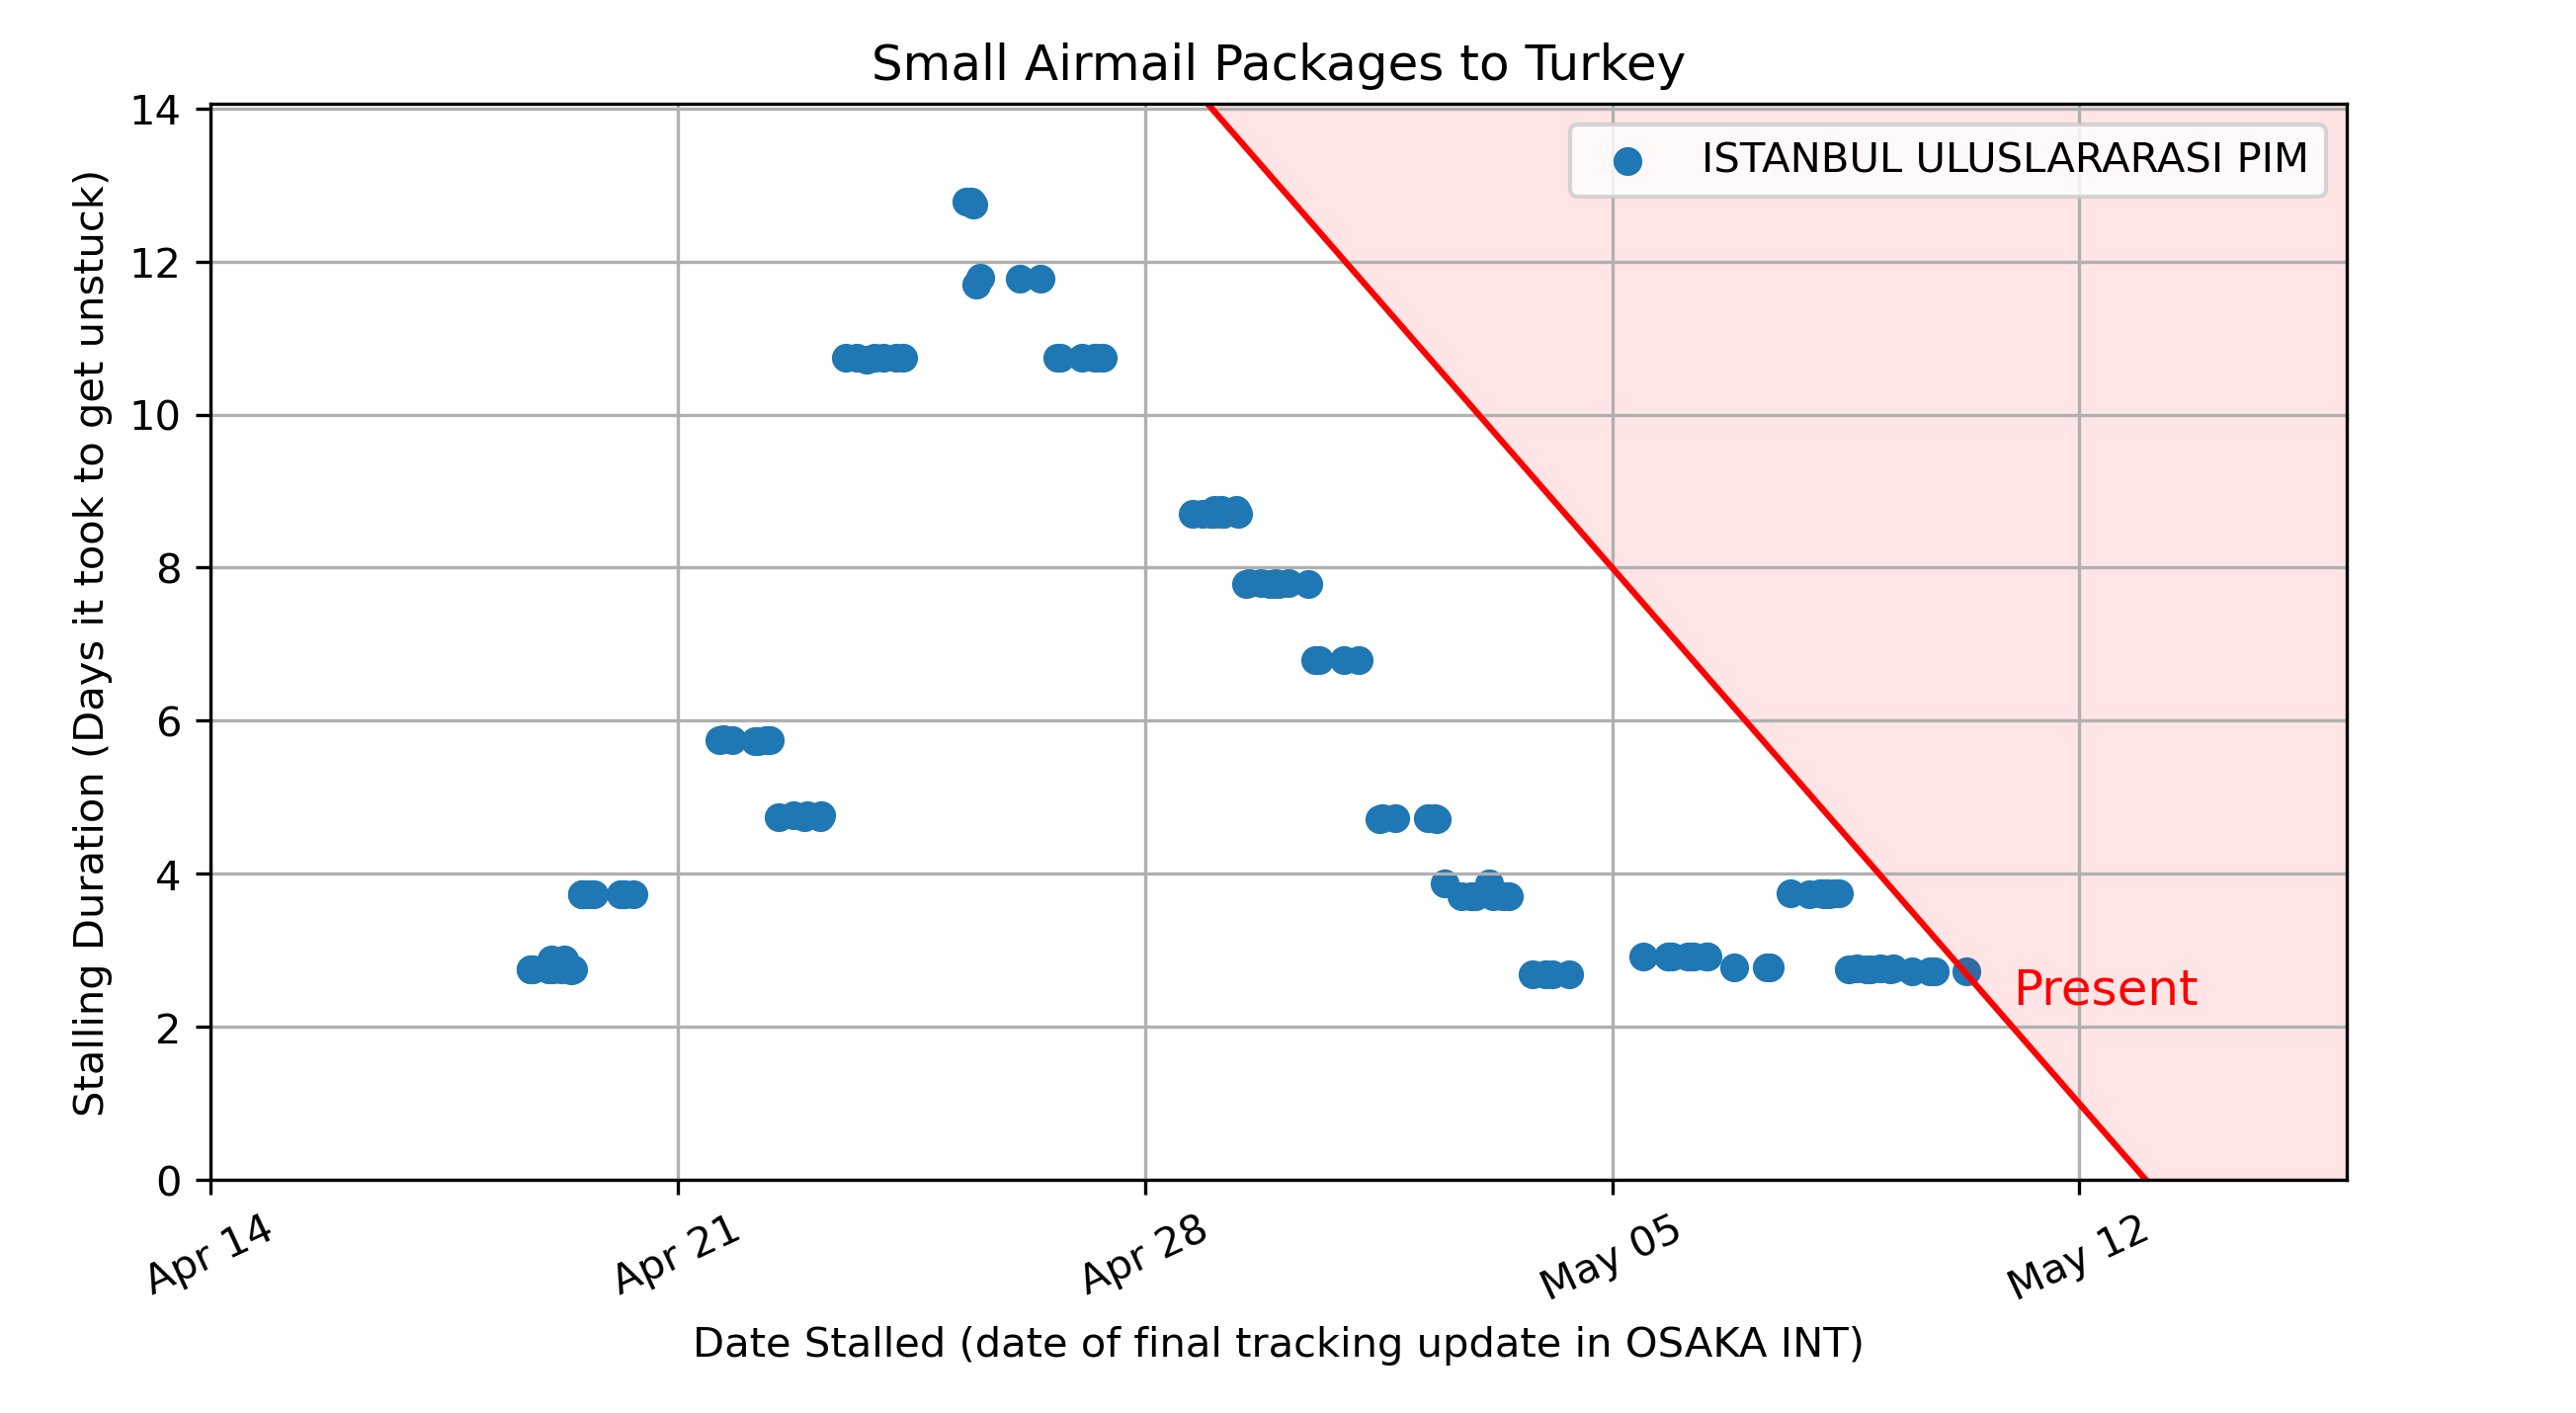 Small Airmail Packages to Turkey
ISTANBUL ULUSLARARASI PIM
Stalling Duration (Days it took to get unstuck)
14
12
10
8
6
4
2
0
Present
Apr 14
Apr 21
Apr 28
May 05
May 12
Date Stalled (date of final tracking update in OSAKA INT)